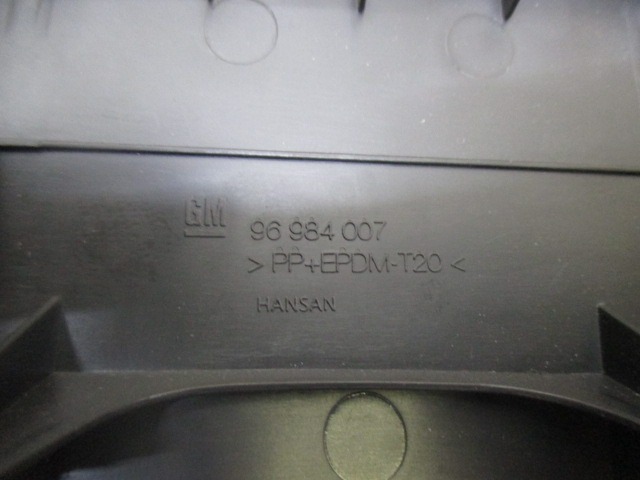 GM 96 984 007
> PP+EPDM-T20 <
HANSAN